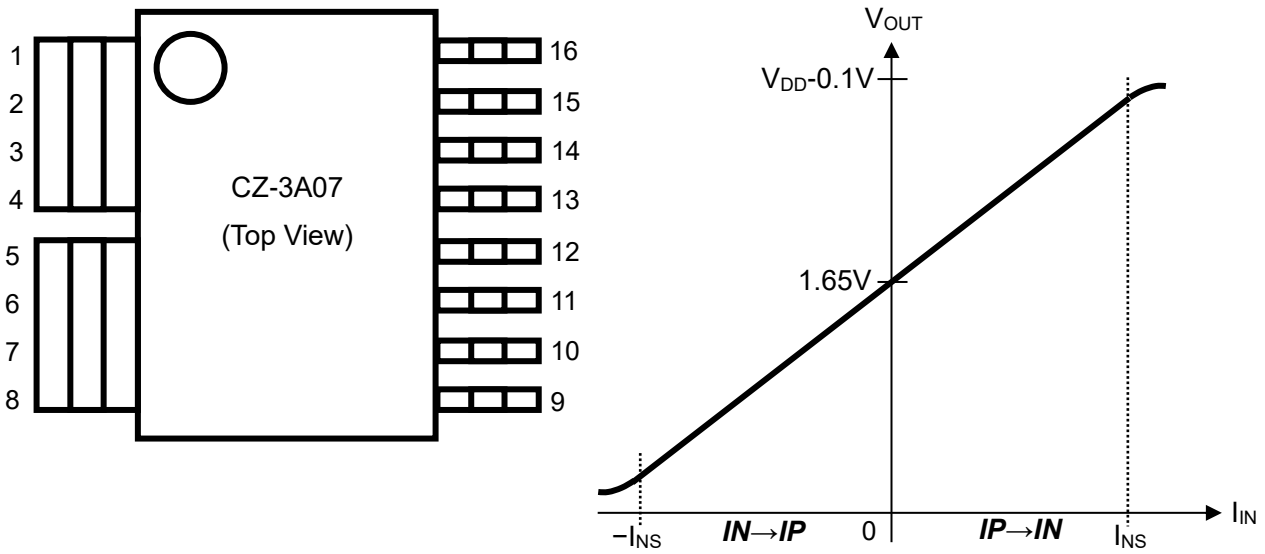 1
2
3
4
5
6
7
8
CZ-3A07
(Top View)
16
15
14
13
12
11
10
9
VOUT
VDD-0.1V
1.65V
IIN
−INS
IN→IP
0
IP→IN
INS